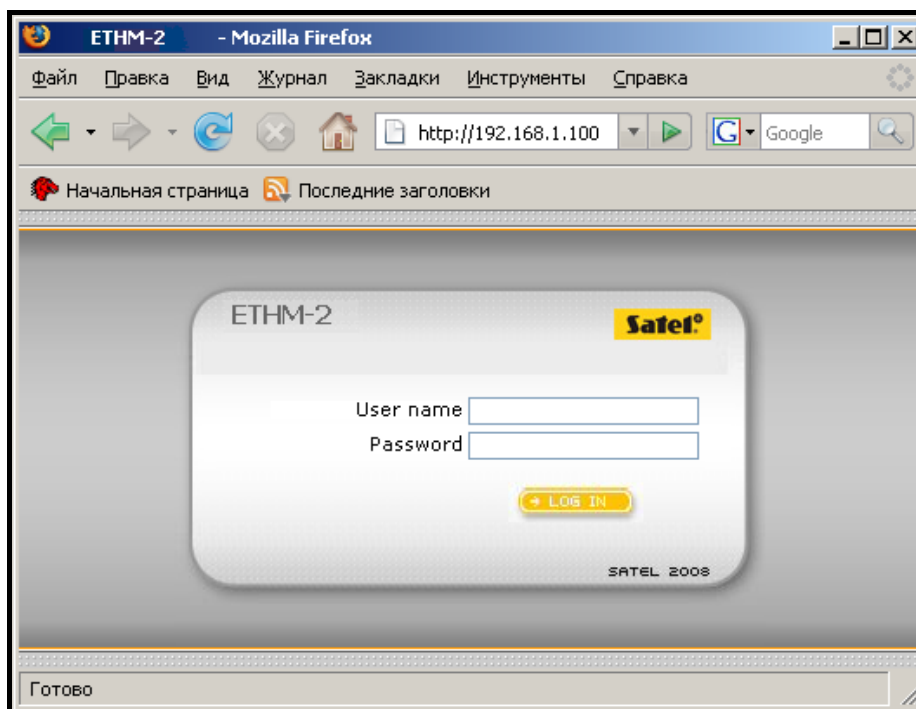 ETHM-2 - Mozilla Firefox
Файл Правка Вид Журнал Закладки Инструменты Справка
http://192.168.1.100 G Google
Начальная страница Последние заголовки
ETHM-2 Satel®
User name
Password
LOG IN
SATEL 2008
Готово